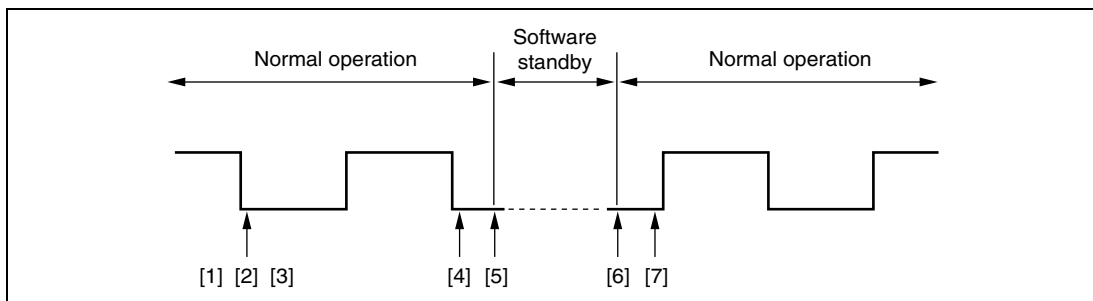 Software
standby
Normal operation
Normal operation
[1] [2] [3]
[4] [5]
[6] [7]